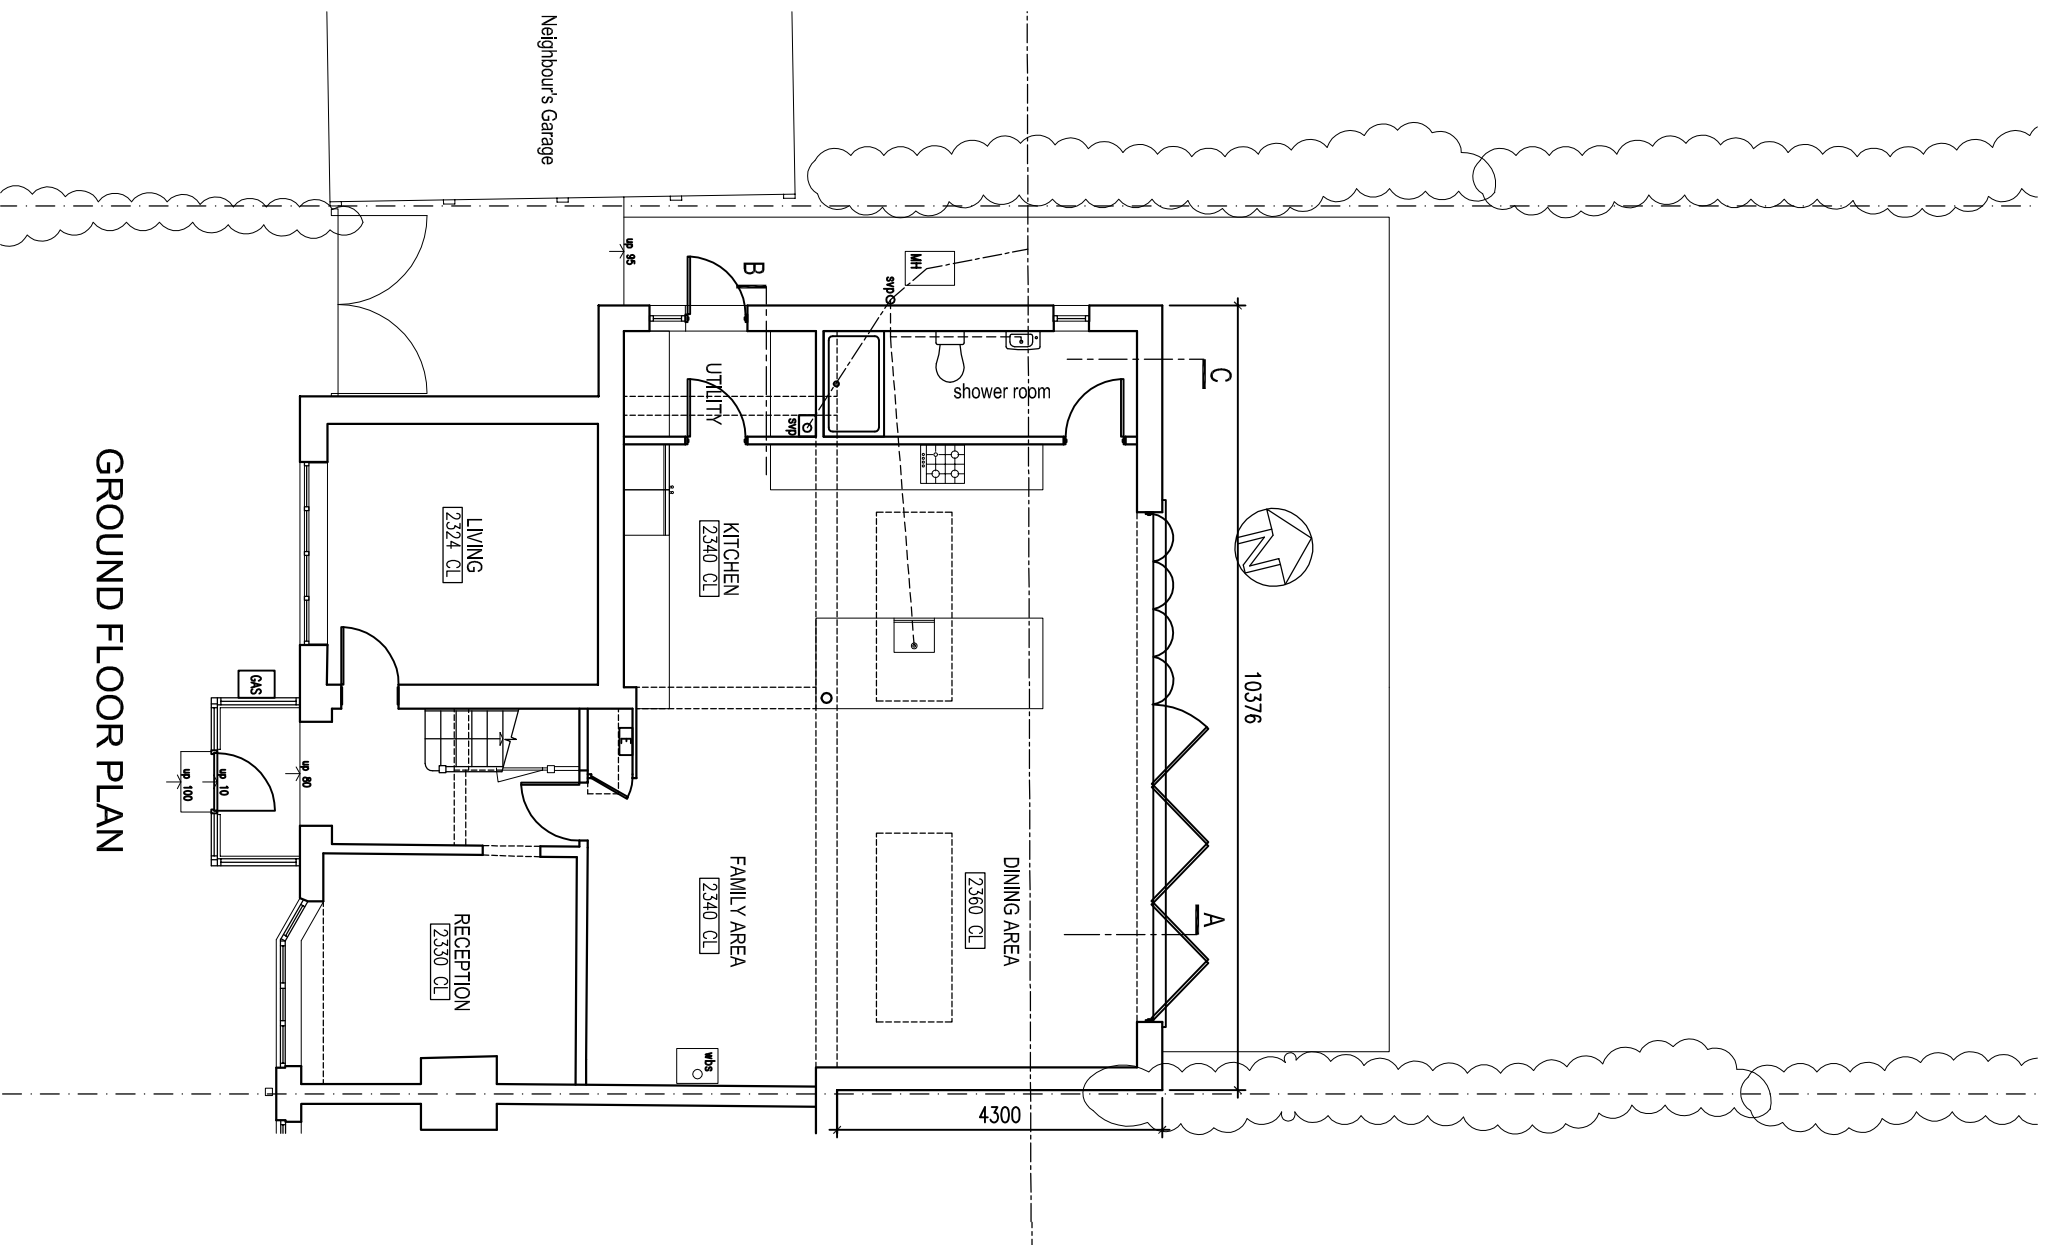 Neighbour's Garage
up 95
B
MH
svp
C
UTILITY
shower room
svp
LIVING
2324 CL
KITCHEN
2340 CL
N
10376
GROUND FLOOR PLAN
GAS
up 100
up 10
up 80
E
FAMILY AREA
2340 CL
DINING AREA
2360 CL
A
RECEPTION
2330 CL
wbs
4300